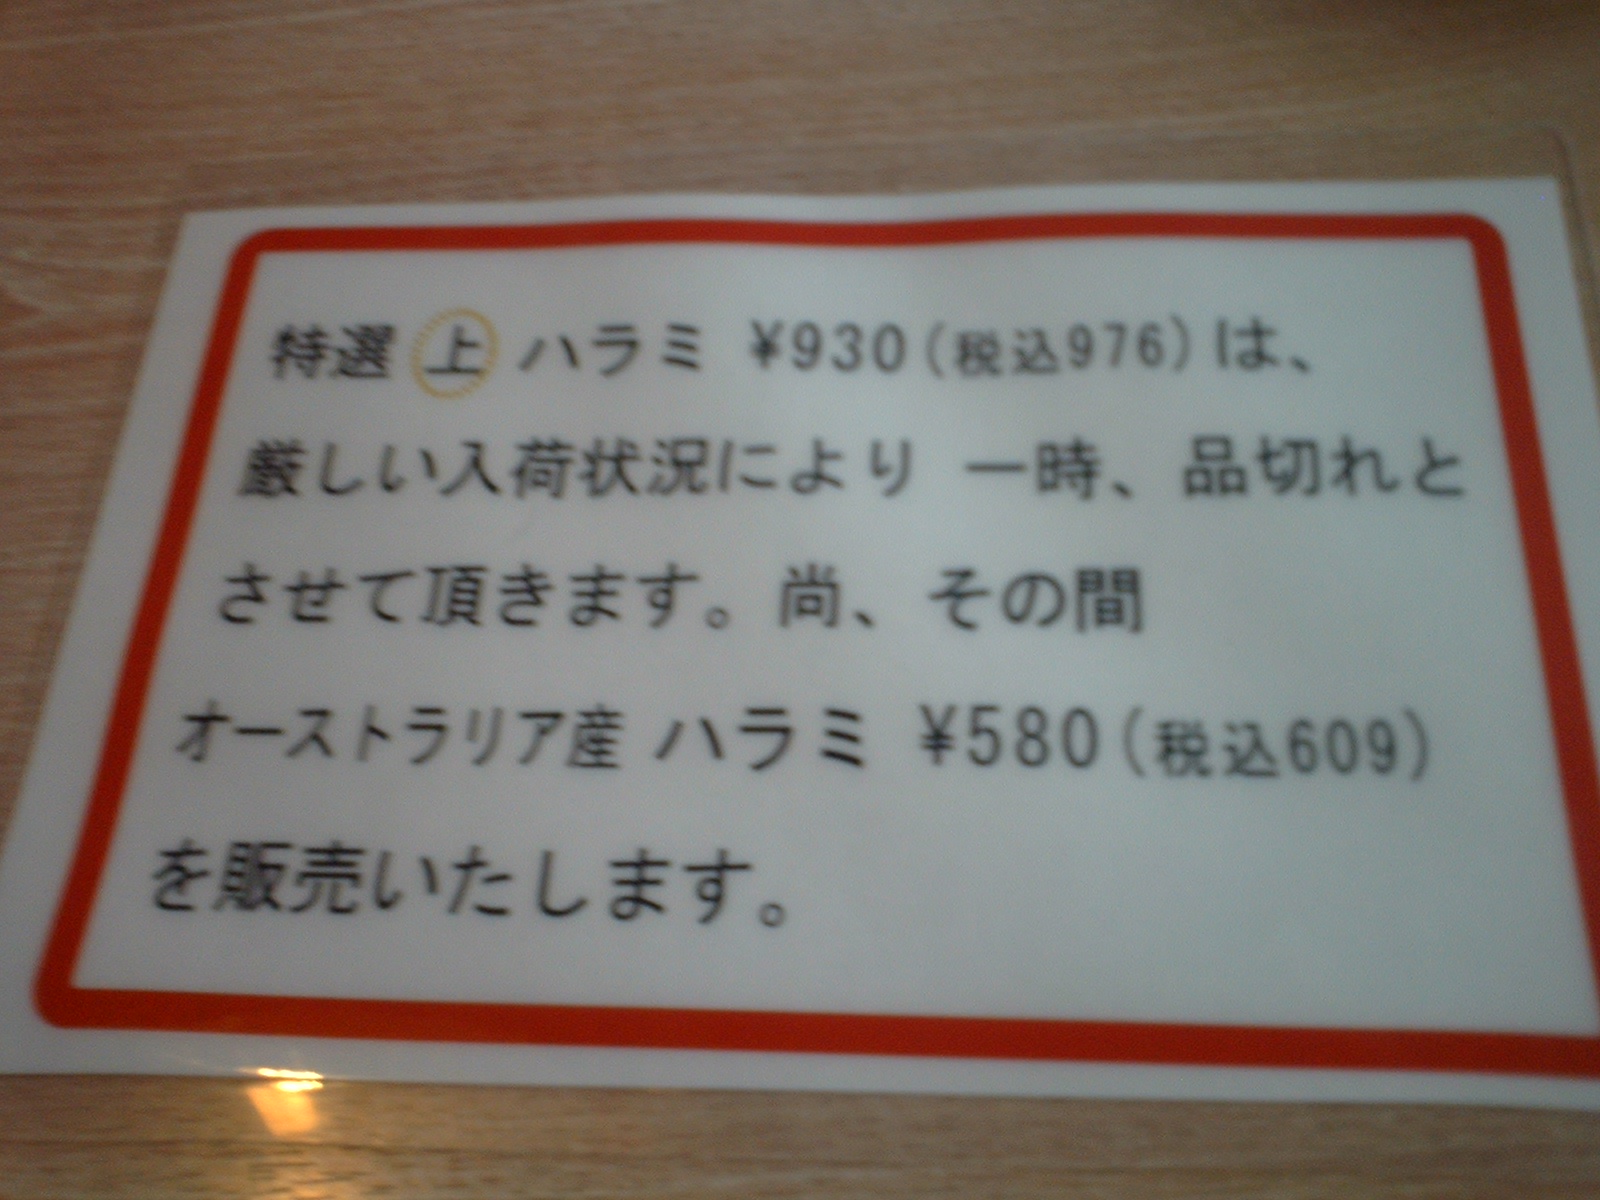 特選 上 ハラミ ¥930(税込976)は、
厳しい入荷状況により 一時、品切れと
させて頂きます。尚、その間
オーストラリア産 ハラミ ¥580(税込609)
を販売いたします。